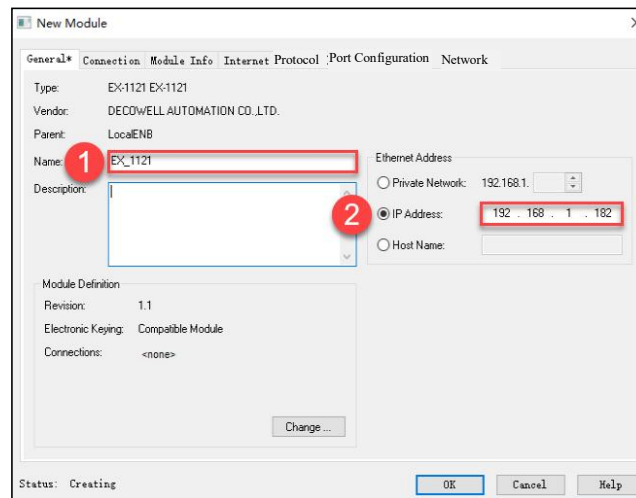 New Module
General* Connection Module Info Internet Protocol Port Configuration Network
Type: EX-1121 EX-1121
Vendor: DECOWELL AUTOMATION CO.,LTD.
Parent: LocalENB
Name: 1 EX_1121
Description:
Ethernet Address
Private Network: 192.168.1.
2 IP Address: 192 . 168 . 1 . 182
Host Name:
Module Definition
Revision: 1.1
Electronic Keying: Compatible Module
Connections: <none>
Change ...
Status: Creating
OK Cancel Help